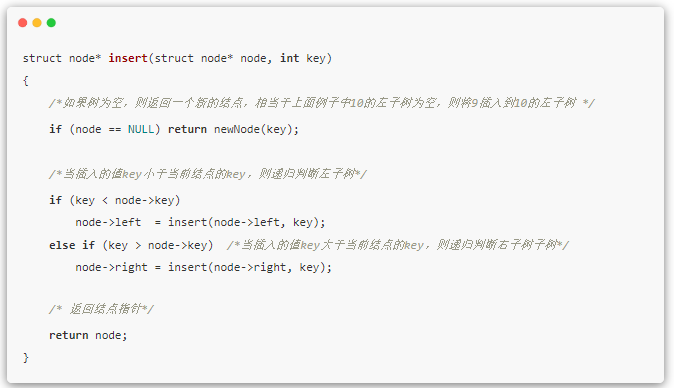 struct node* insert(struct node* node, int key)
{
/*如果树为空，则返回一个新的结点，相当于上面例子中10的左子树为空，则将9插入到10的左子树 */
if (node == NULL) return newNode(key);
/*当插入的值key小于当前结点的key，则递归判断左子树*/
if (key < node->key)
node->left  = insert(node->left, key);
else if (key > node->key)  /*当插入的值key大于当前结点的key，则递归判断右子树子树*/
node->right = insert(node->right, key);
/* 返回结点指针*/
return node;
}